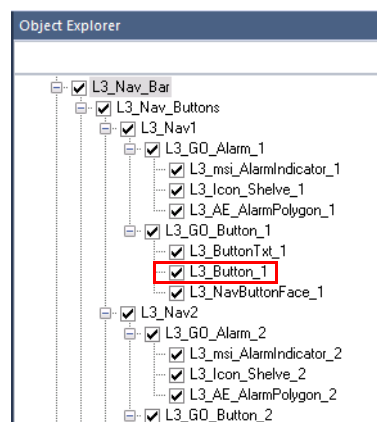 Object Explorer
L3_Nav_Bar
L3_Nav_Buttons
L3_Nav1
L3_GO_Alarm_1
L3_msi_AlarmIndicator_1
L3_Icon_Shelve_1
L3_AE_AlarmPolygon_1
L3_GO_Button_1
L3_ButtonTxt_1
L3_Button_1
L3_NavButtonFace_1
L3_Nav2
L3_GO_Alarm_2
L3_msi_AlarmIndicator_2
L3_Icon_Shelve_2
L3_AE_AlarmPolygon_2
L3_GO_Button_2